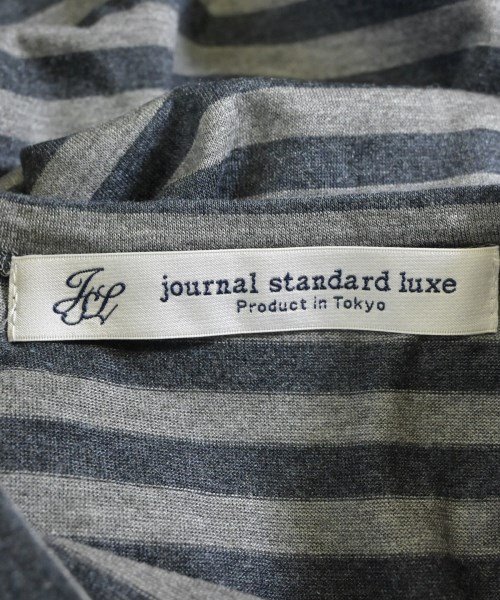 JSL
journal standard luxe
Product in Tokyo